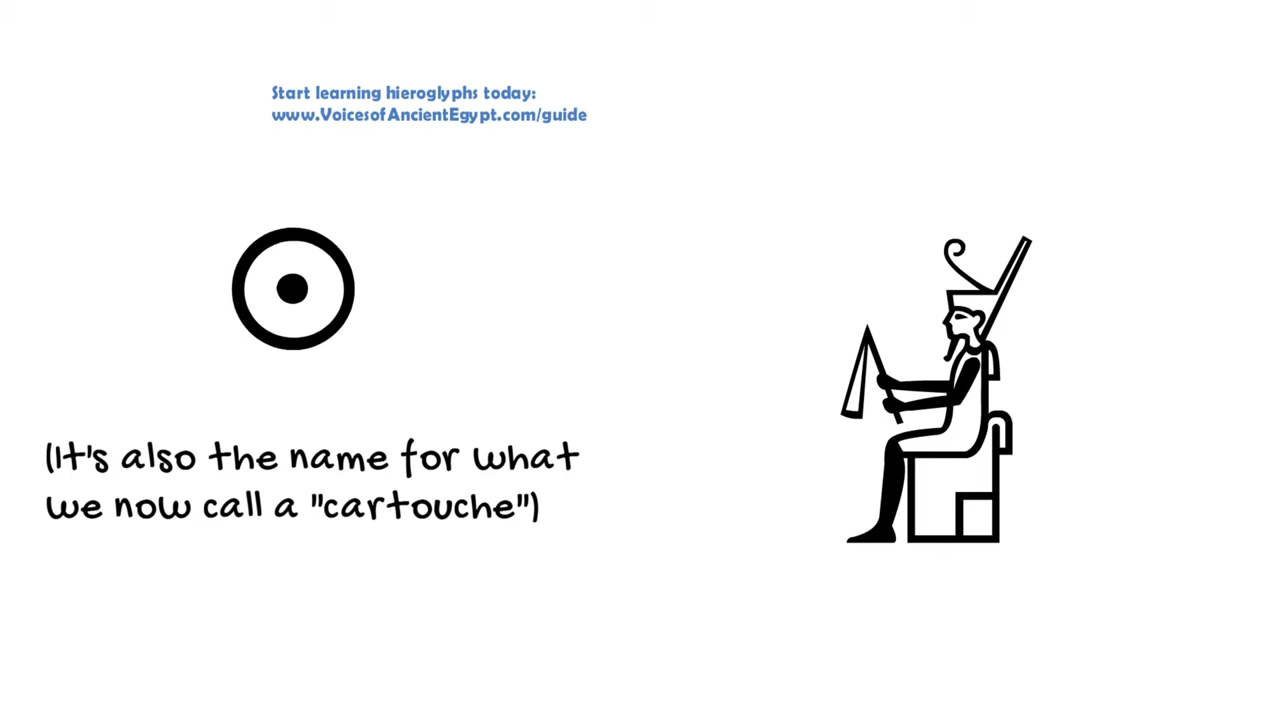 Start learning hieroglyphs today:
www.VoicesofAncientEgypt.com/guide
(It's also the name for what
we now call a "cartouche")